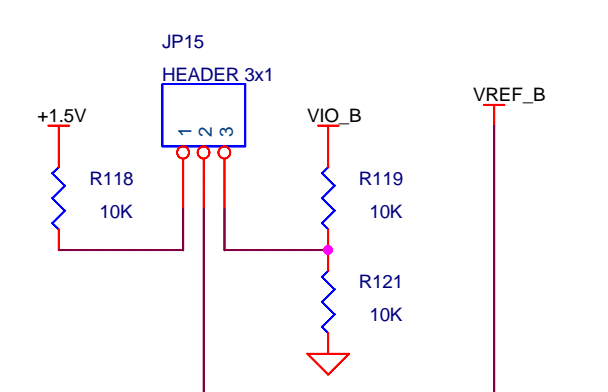 JP15
HEADER 3x1
VREF_B
+1.5V
VIO_B
1 2 3
R118
10K
R119
10K
R121
10K